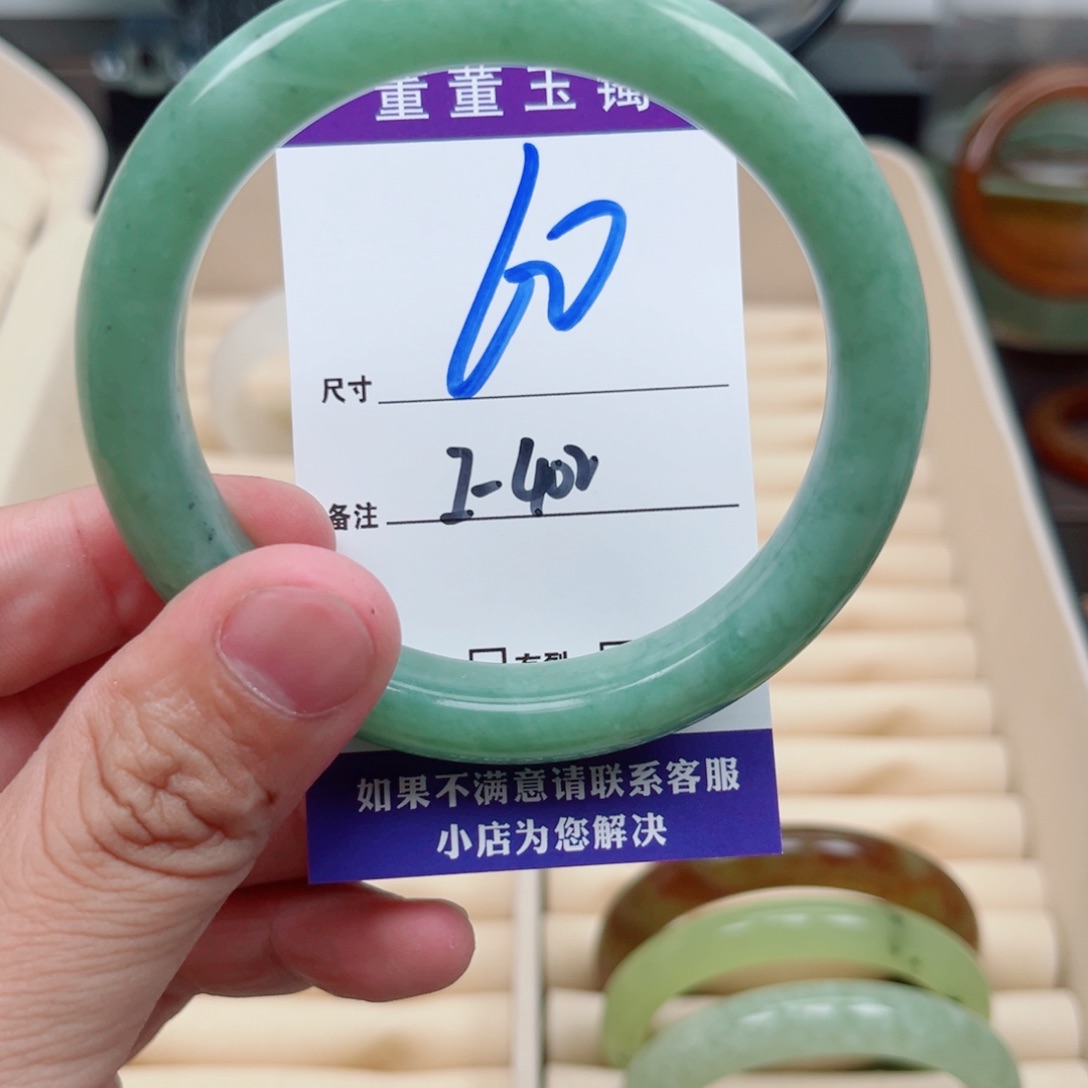 董董玉镯
60
尺寸
I-402
备注
如果不满意请联系客服
小店为您解决